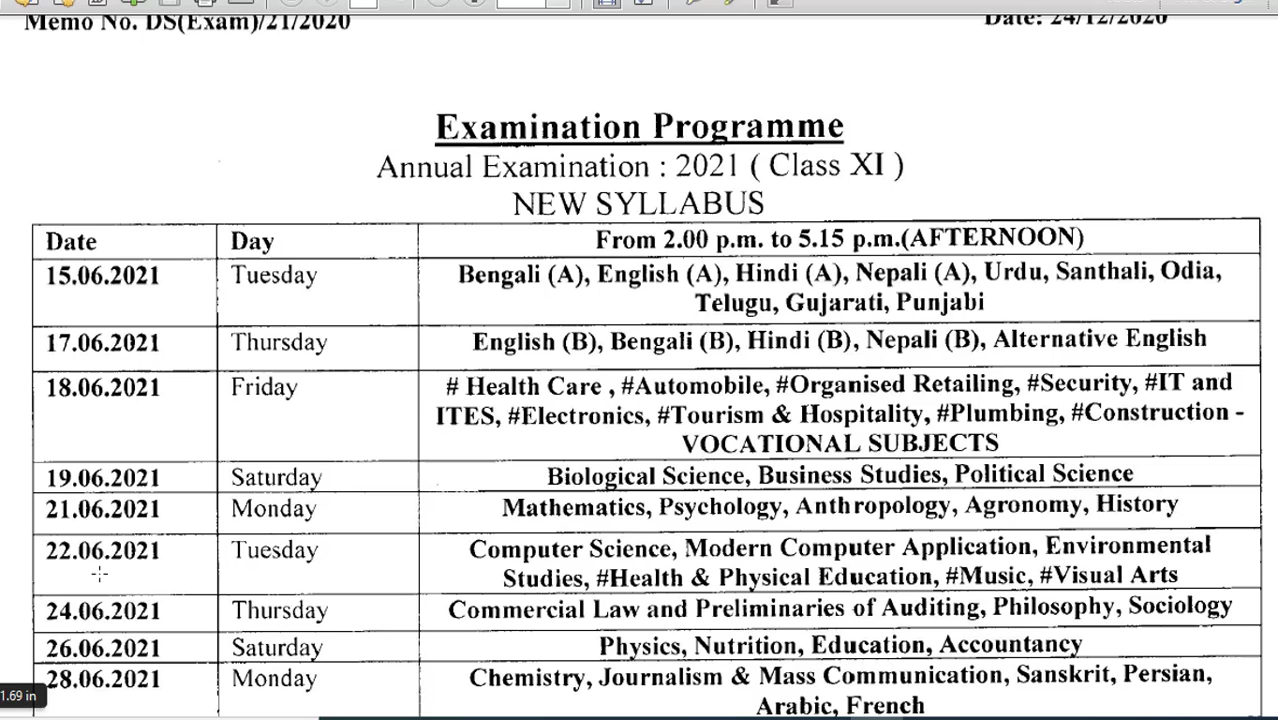 Memo No. DS(Exam)/21/2020
Date: 24/12/2020
Examination Programme
Annual Examination : 2021 ( Class XI )
NEW SYLLABUS
Date Day From 2.00 p.m. to 5.15 p.m.(AFTERNOON)
15.06.2021 Tuesday Bengali (A), English (A), Hindi (A), Nepali (A), Urdu, Santhali, Odia,
Telugu, Gujarati, Punjabi
17.06.2021 Thursday English (B), Bengali (B), Hindi (B), Nepali (B), Alternative English
18.06.2021 Friday # Health Care , #Automobile, #Organised Retailing, #Security, #IT and
ITES, #Electronics, #Tourism & Hospitality, #Plumbing, #Construction -
VOCATIONAL SUBJECTS
19.06.2021 Saturday Biological Science, Business Studies, Political Science
21.06.2021 Monday Mathematics, Psychology, Anthropology, Agronomy, History
22.06.2021 Tuesday Computer Science, Modern Computer Application, Environmental
Studies, #Health & Physical Education, #Music, #Visual Arts
24.06.2021 Thursday Commercial Law and Preliminaries of Auditing, Philosophy, Sociology
26.06.2021 Saturday Physics, Nutrition, Education, Accountancy
28.06.2021 Monday Chemistry, Journalism & Mass Communication, Sanskrit, Persian,
Arabic, French
1.69 in